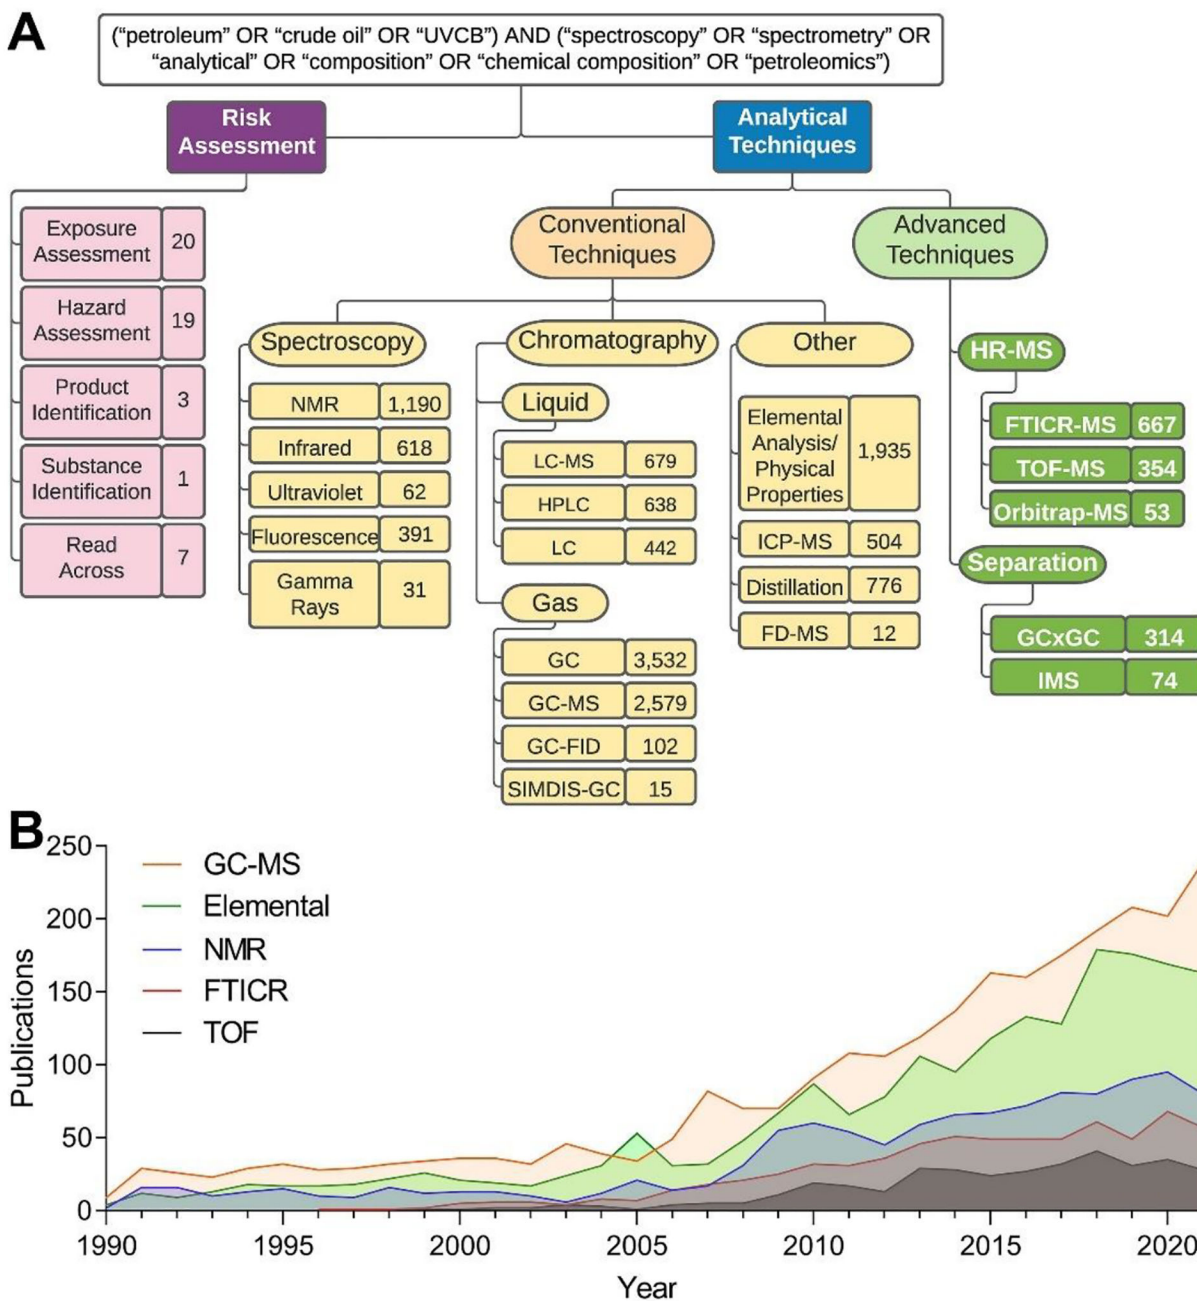 A
(“petroleum” OR “crude oil” OR “UVCB”) AND (“spectroscopy” OR “spectrometry” OR
“analytical” OR “composition” OR “chemical composition” OR “petroleomics”)
Risk
Assessment
Analytical
Techniques
Exposure
Assessment
20
Hazard
Assessment
19
Product
Identification
3
Substance
Identification
1
Read
Across
7
Conventional
Techniques
Advanced
Techniques
Spectroscopy
NMR 1,190
Infrared 618
Ultraviolet 62
Fluorescence 391
Gamma
Rays
31
Chromatography
Liquid
LC-MS 679
HPLC 638
LC 442
Gas
GC 3,532
GC-MS 2,579
GC-FID 102
SIMDIS-GC 15
Other
Elemental
Analysis/
Physical
Properties
1,935
ICP-MS 504
Distillation 776
FD-MS 12
HR-MS
FTICR-MS 667
TOF-MS 354
Orbitrap-MS 53
Separation
GCxGC 314
IMS 74
B
Publications
250
200
150
100
50
0
GC-MS
Elemental
NMR
FTICR
TOF
1990 1995 2000 2005 2010 2015 2020
Year